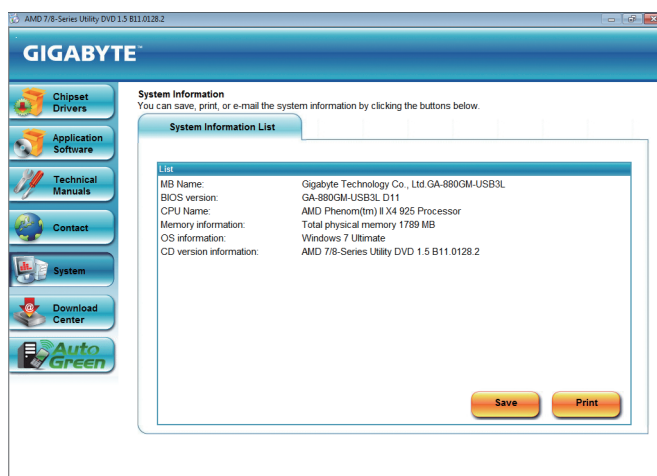 AMD 7/8-Series Utility DVD 1.5 B11.0128.2
GIGABYTE™
Chipset
Drivers
Application
Software
Technical
Manuals
Contact
System
Download
Center
Auto
Green
System Information
You can save, print, or e-mail the system information by clicking the buttons below.
System Information List
List
MB Name: Gigabyte Technology Co., Ltd.GA-880GM-USB3L
BIOS version: GA-880GM-USB3L D11
CPU Name: AMD Phenom(tm) II X4 925 Processor
Memory information: Total physical memory 1789 MB
OS information: Windows 7 Ultimate
CD version information: AMD 7/8-Series Utility DVD 1.5 B11.0128.2
Save Print